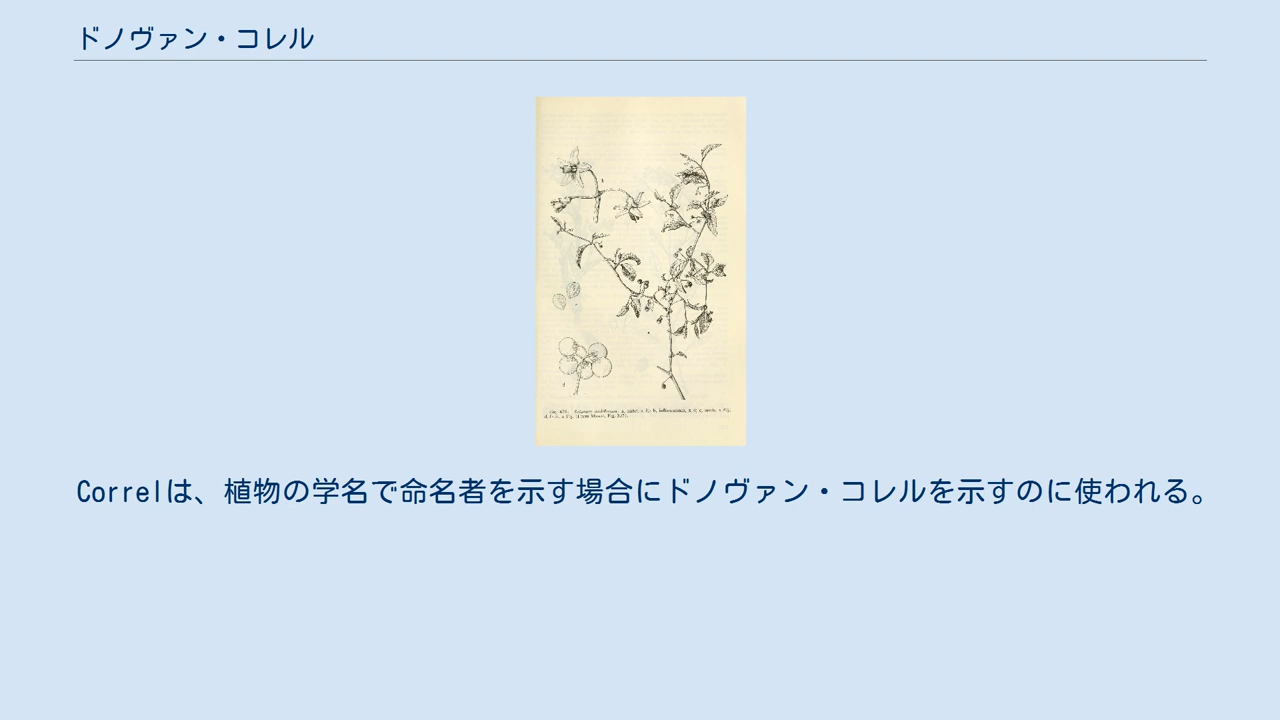 ドノヴァン・コレル
Correlは、植物の学名で命名者を示す場合にドノヴァン・コレルを示すのに使われる。